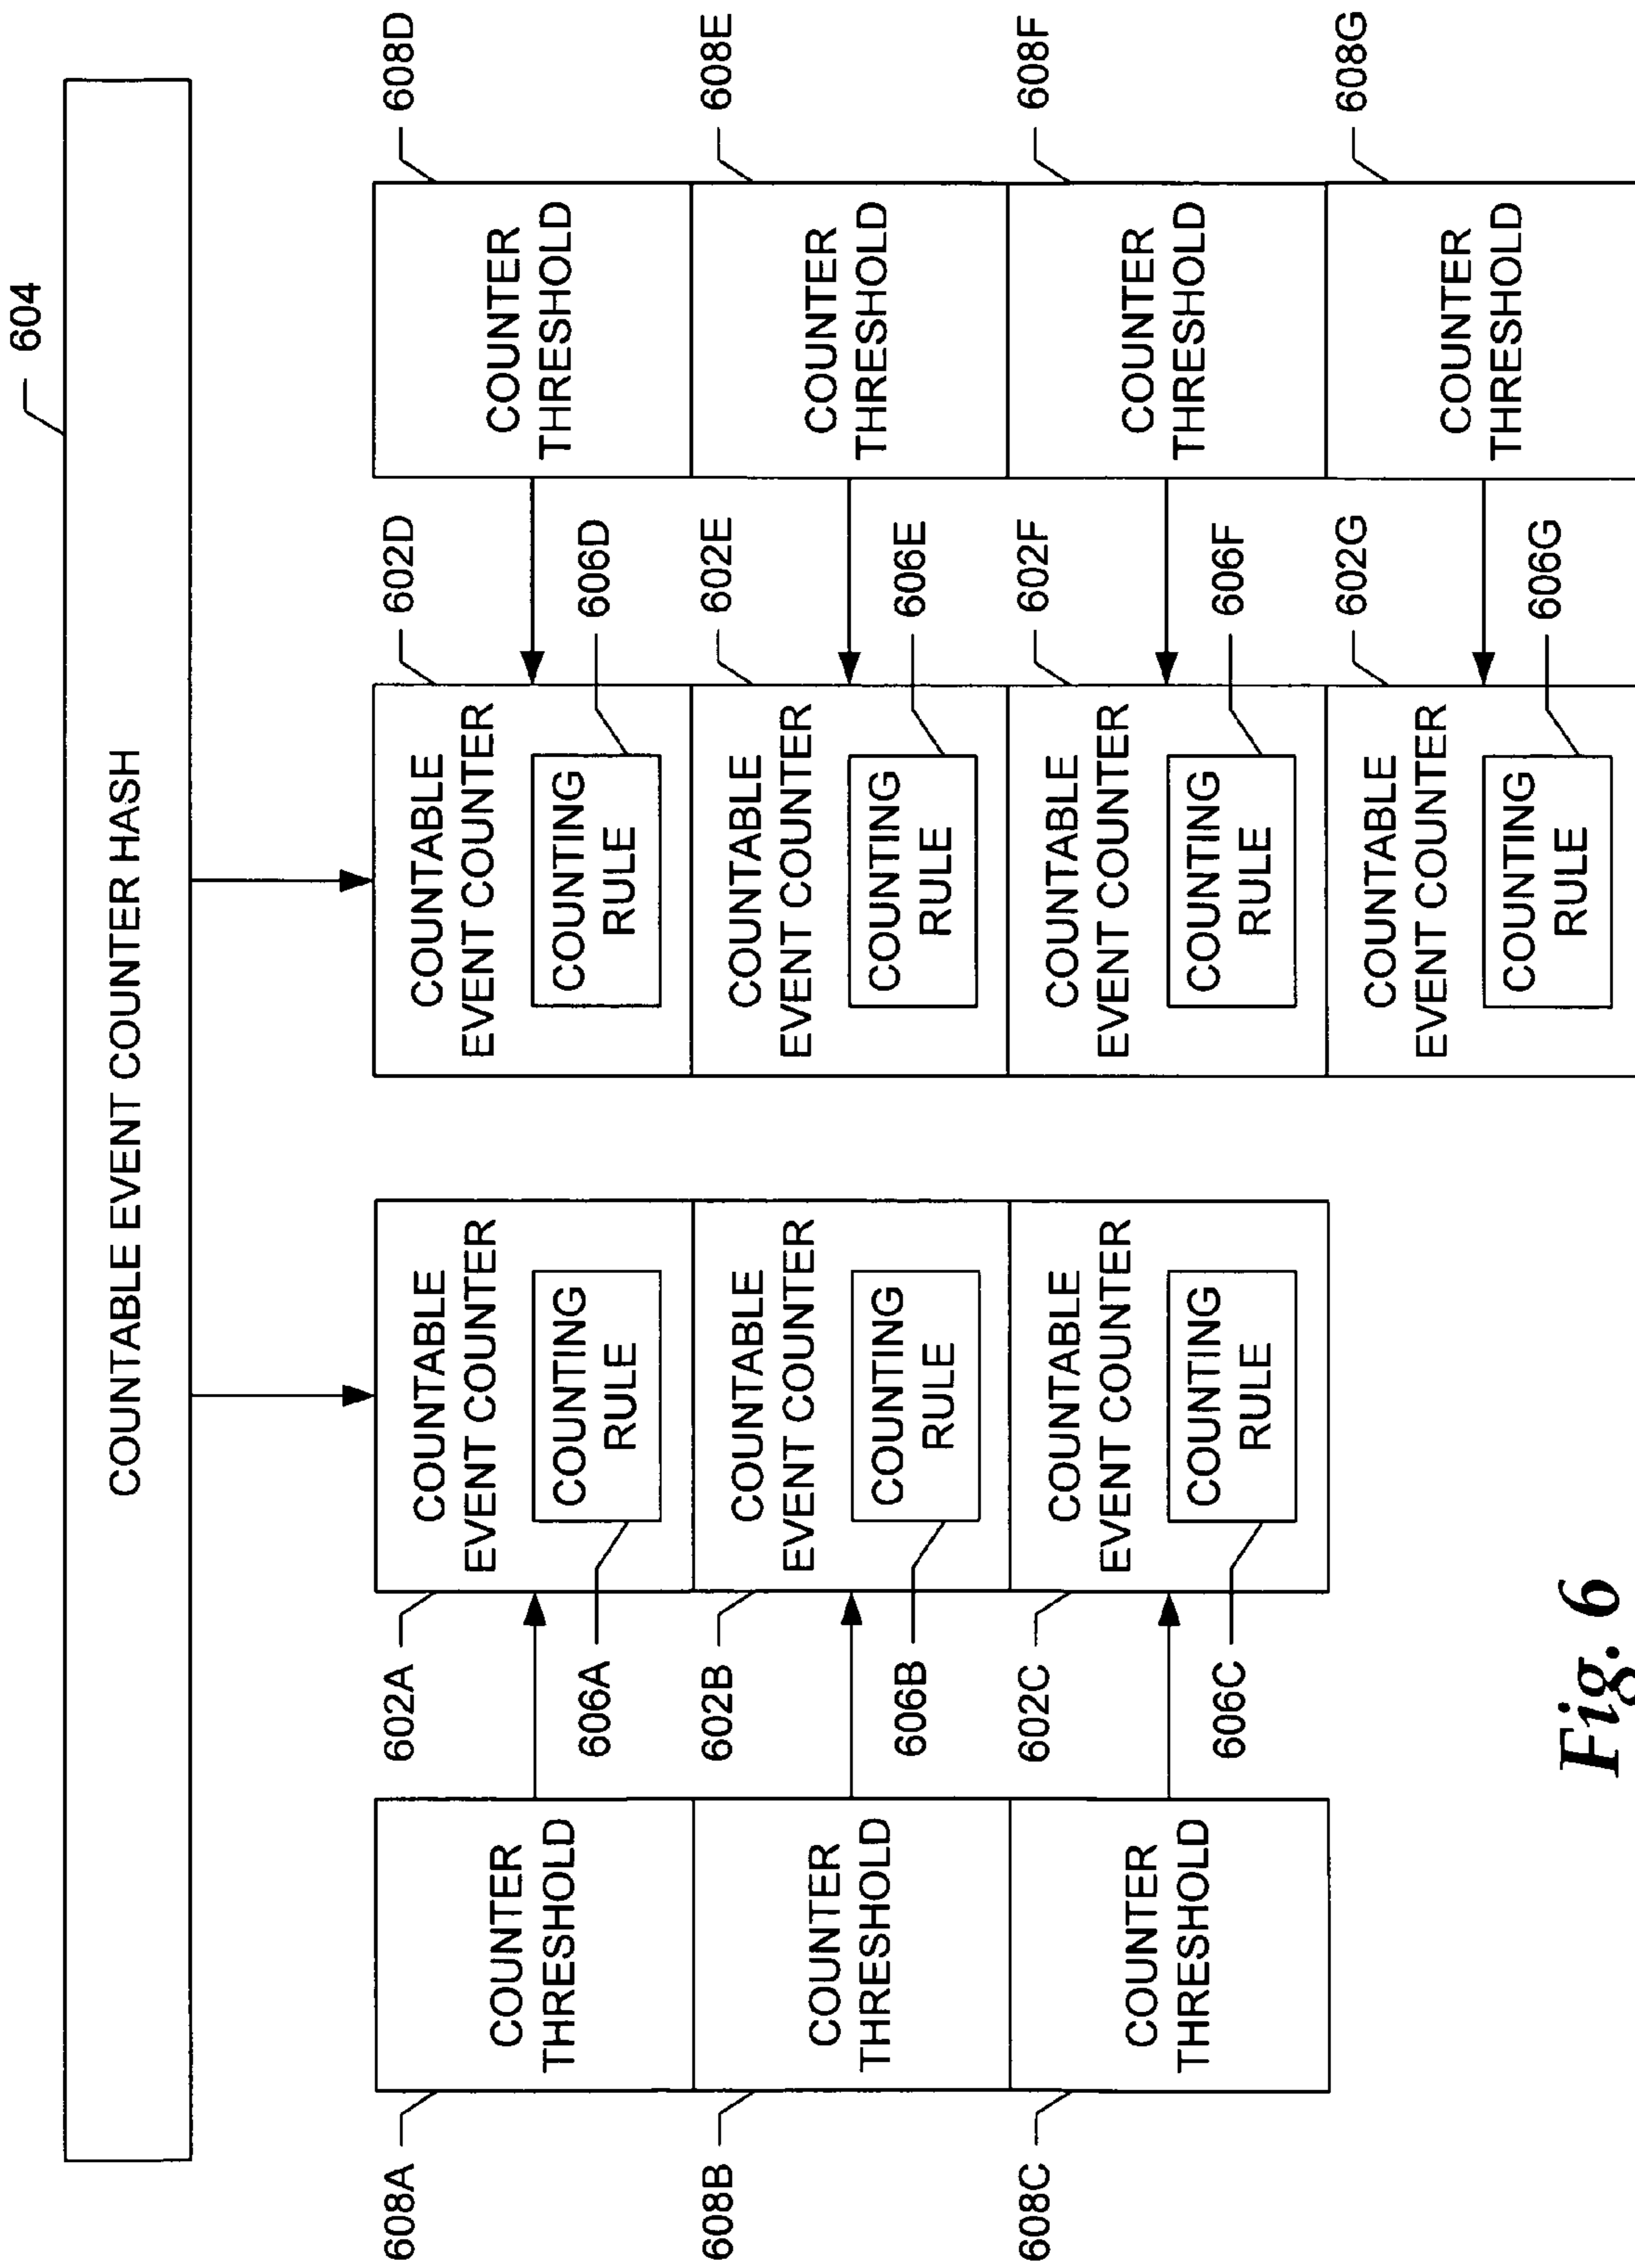 604
COUNTABLE EVENT COUNTER HASH
608A
COUNTER
THRESHOLD
602A
COUNTABLE
EVENT COUNTER
COUNTING
RULE
606A
602D
COUNTABLE
EVENT COUNTER
COUNTING
RULE
606D
608D
COUNTER
THRESHOLD
608B
COUNTER
THRESHOLD
602B
COUNTABLE
EVENT COUNTER
COUNTING
RULE
606B
602E
COUNTABLE
EVENT COUNTER
COUNTING
RULE
606E
608E
COUNTER
THRESHOLD
608C
COUNTER
THRESHOLD
602C
COUNTABLE
EVENT COUNTER
COUNTING
RULE
606C
602F
COUNTABLE
EVENT COUNTER
COUNTING
RULE
606F
608F
COUNTER
THRESHOLD
602G
COUNTABLE
EVENT COUNTER
COUNTING
RULE
606G
608G
COUNTER
THRESHOLD
Fig. 6